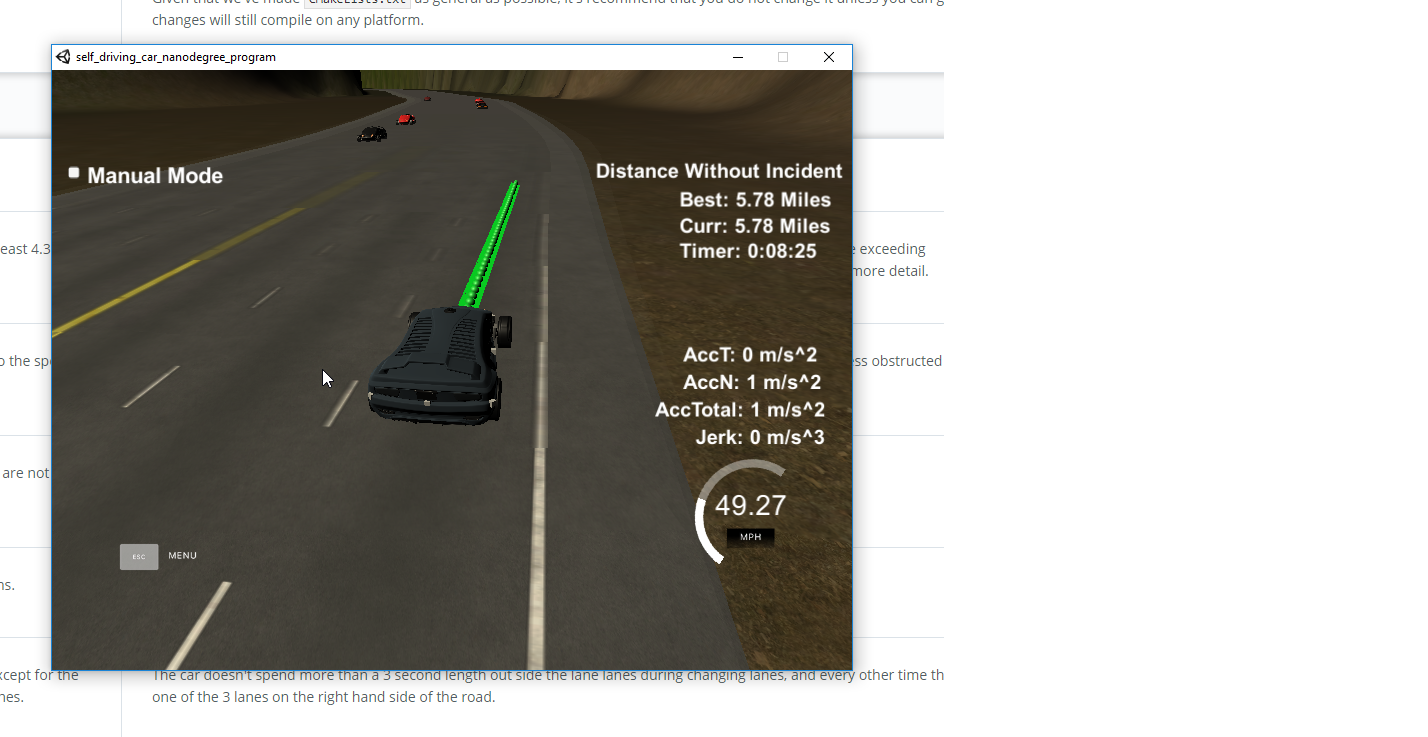 Given that we've made CMakeLists.txt as general as possible, it's recommend that you do not change it unless you can g
changes will still compile on any platform.
self_driving_car_nanodegree_program
Manual Mode
Distance Without Incident
Best: 5.78 Miles
Curr: 5.78 Miles
Timer: 0:08:25
east 4.3
exceeding
more detail.
AccT: 0 m/s^2
o the
obstructed
AccN: 1 m/s^2
AccTotal: 1 m/s^2
Jerk: 0 m/s^3
are not
49.27
MPH
ESC MENU
ns.
xcept for the
The car doesn't spend more than a 3 second length out side the lane lanes during changing lanes, and every other time th
nes.
one of the 3 lanes on the right hand side of the road.